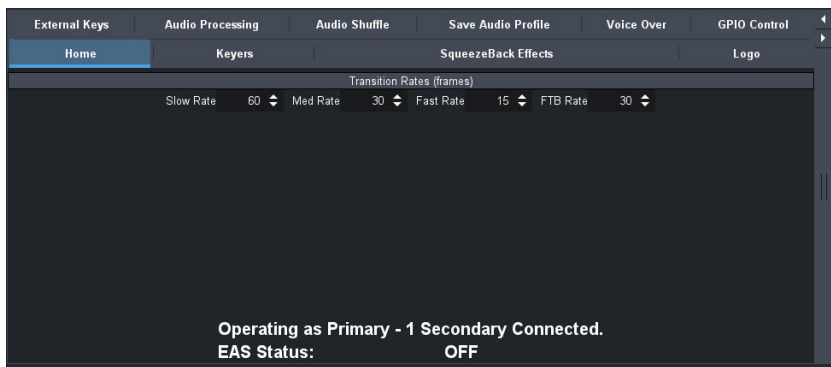 External Keys Audio Processing Audio Shuffle Save Audio Profile Voice Over GPIO Control
Home Keyers SqueezeBack Effects Logo
Transition Rates (frames)
Slow Rate 60 Med Rate 30 Fast Rate 15 FTB Rate 30
Operating as Primary - 1 Secondary Connected.
EAS Status: OFF